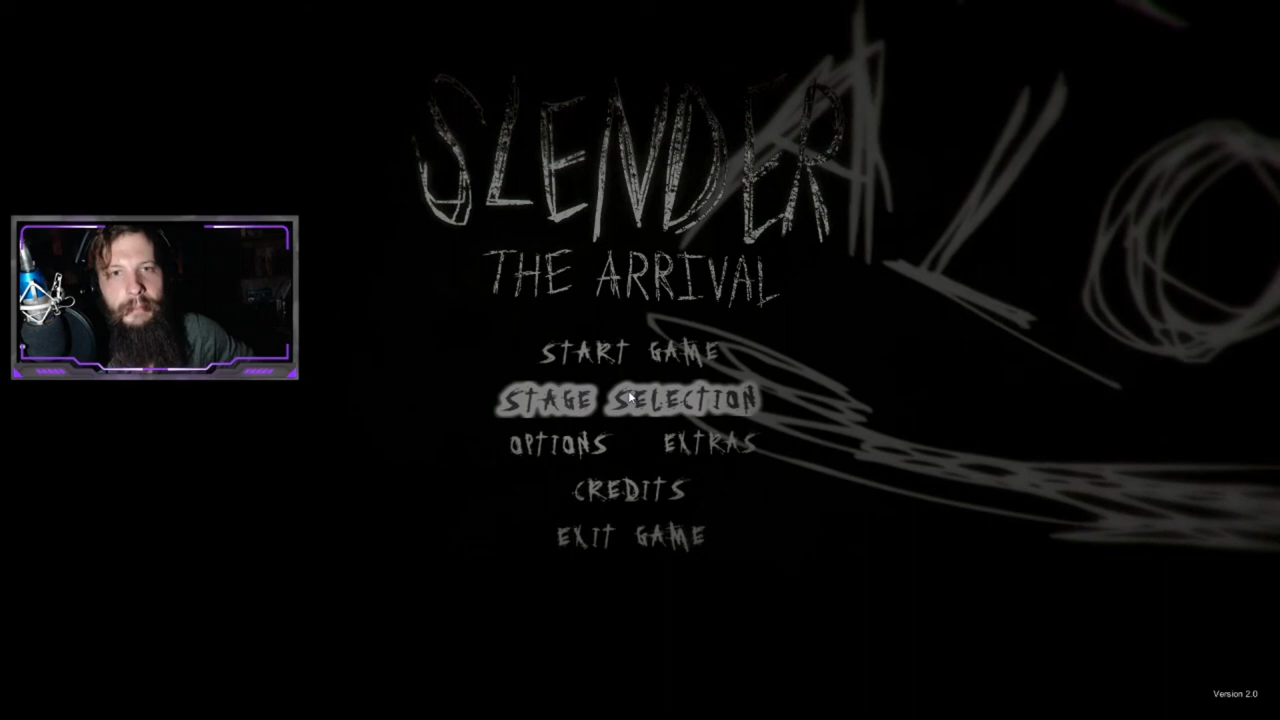 SLENDER
THE ARRIVAL
START GAME
STAGE SELECTION
OPTIONS EXTRAS
CREDITS
EXIT GAME
Version 2.0